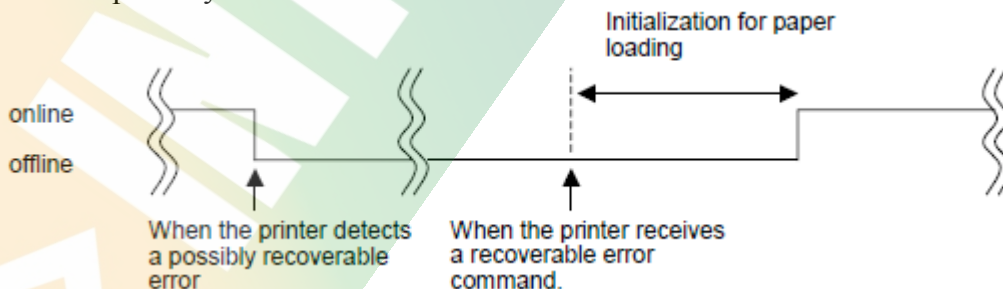 Initialization for paper
loading
online
offline
When the printer detects
a possibly recoverable
error
When the printer receives
a recoverable error
command.